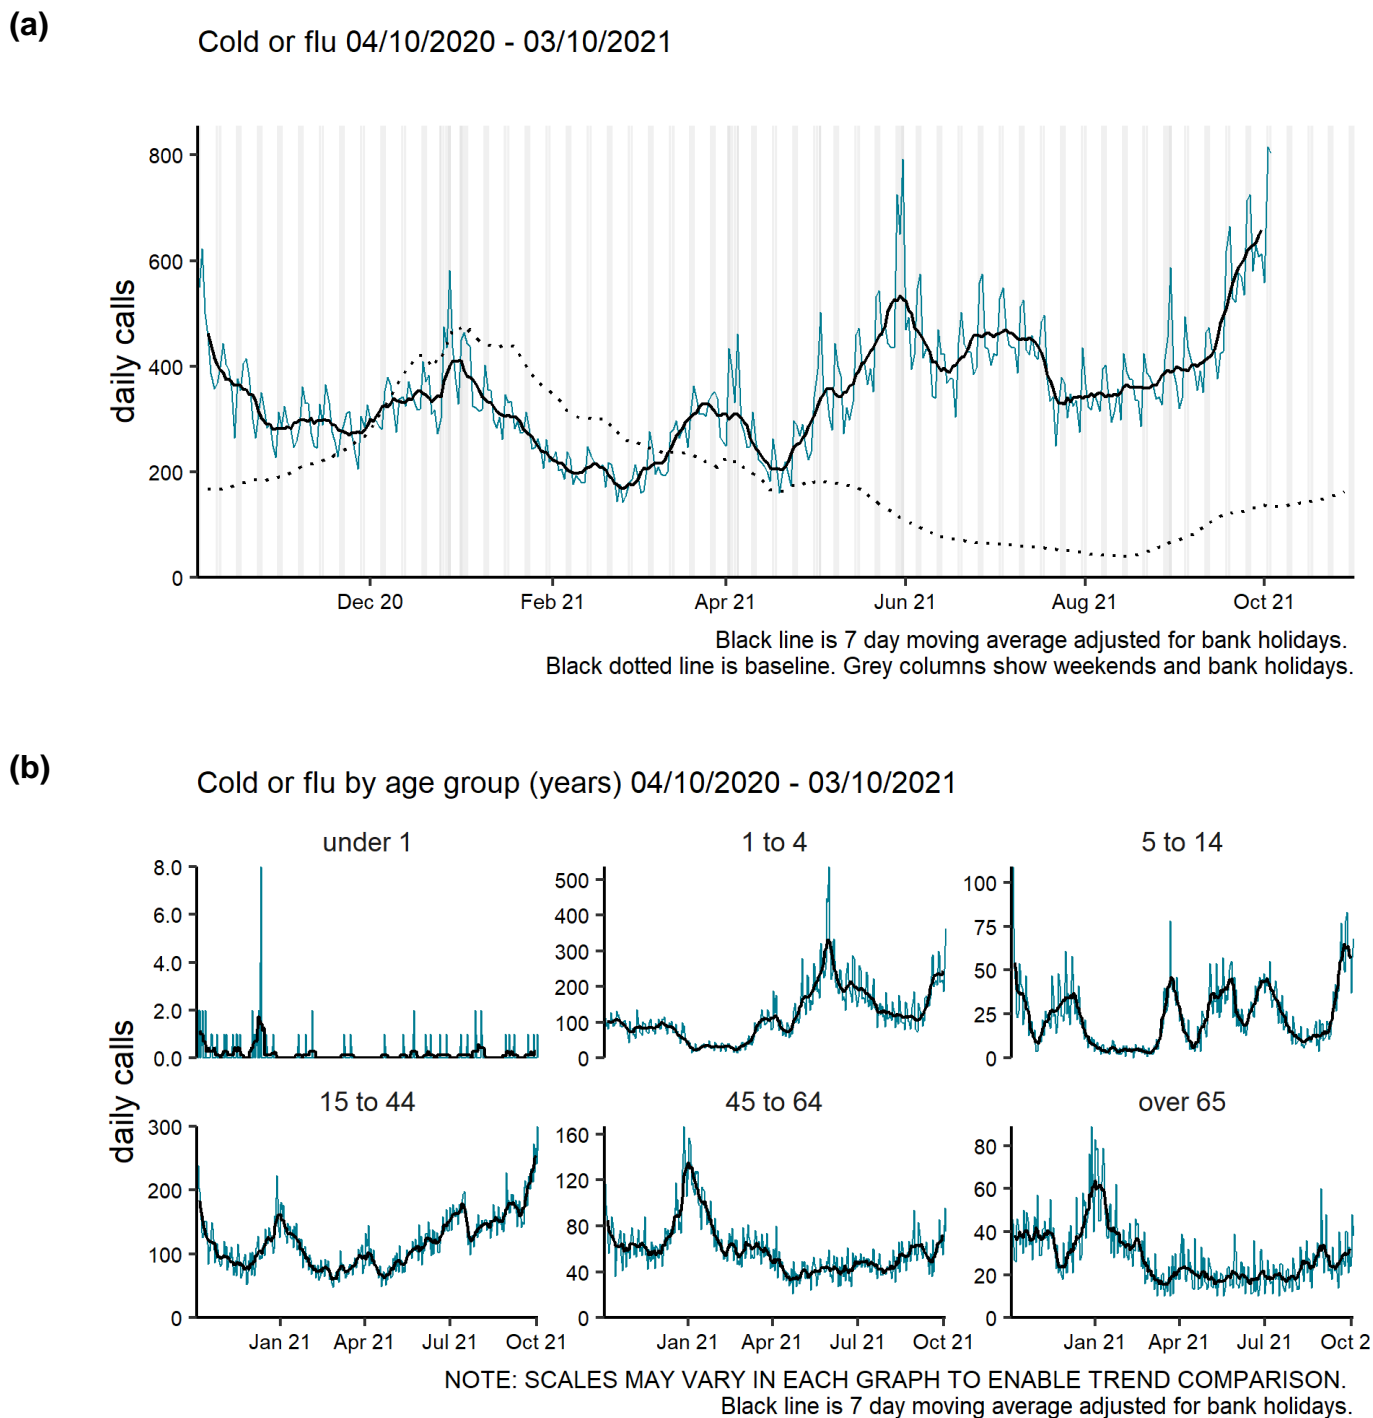 (a)
Cold or flu 04/10/2020 - 03/10/2021
daily calls
800
600
400
200
0
Dec 20 Feb 21 Apr 21 Jun 21 Aug 21 Oct 21
Black line is 7 day moving average adjusted for bank holidays.
Black dotted line is baseline. Grey columns show weekends and bank holidays.
(b)
Cold or flu by age group (years) 04/10/2020 - 03/10/2021
daily calls
under 1
8.0
6.0
4.0
2.0
0.0
1 to 4
500
400
300
200
100
0
5 to 14
100
75
50
25
0
15 to 44
300
200
100
0
Jan 21 Apr 21 Jul 21 Oct 21
45 to 64
160
120
80
40
0
Jan 21 Apr 21 Jul 21 Oct 21
over 65
80
60
40
20
0
Jan 21 Apr 21 Jul 21 Oct 2
NOTE: SCALES MAY VARY IN EACH GRAPH TO ENABLE TREND COMPARISON.
Black line is 7 day moving average adjusted for bank holidays.